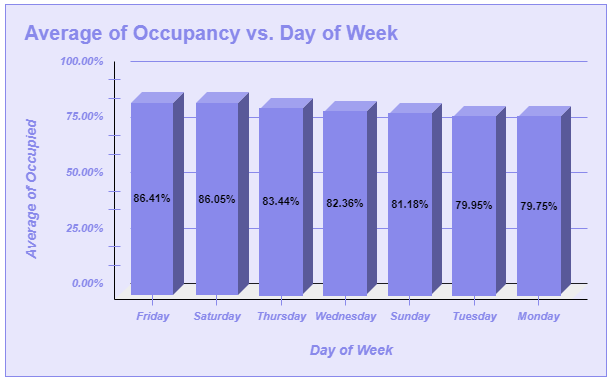 Average of Occupancy vs. Day of Week
Average of Occupied
100.00%
75.00%
50.00%
25.00%
0.00%
86.41%
86.05%
83.44%
82.36%
81.18%
79.95%
79.75%
Friday
Saturday
Thursday
Wednesday
Sunday
Tuesday
Monday
Day of Week